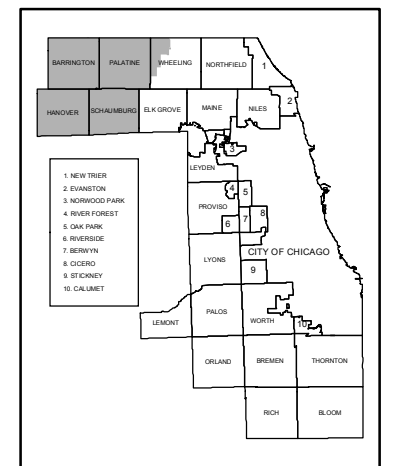 BARRINGTON PALATINE WHEELING NORTHFIELD 1
HANOVER SCHAUMBURG ELK GROVE MAINE NILES 2
3
LEYDEN
1. NEW TRIER
2. EVANSTON
3. NORWOOD PARK
4. RIVER FOREST
5. OAK PARK
6. RIVERSIDE
7. BERWYN
8. CICERO
9. STICKNEY
10. CALUMET
4 5
PROVISO
6 7 8
LYONS CITY OF CHICAGO
9
LEMONT PALOS WORTH 10
ORLAND BREMEN THORNTON
RICH BLOOM